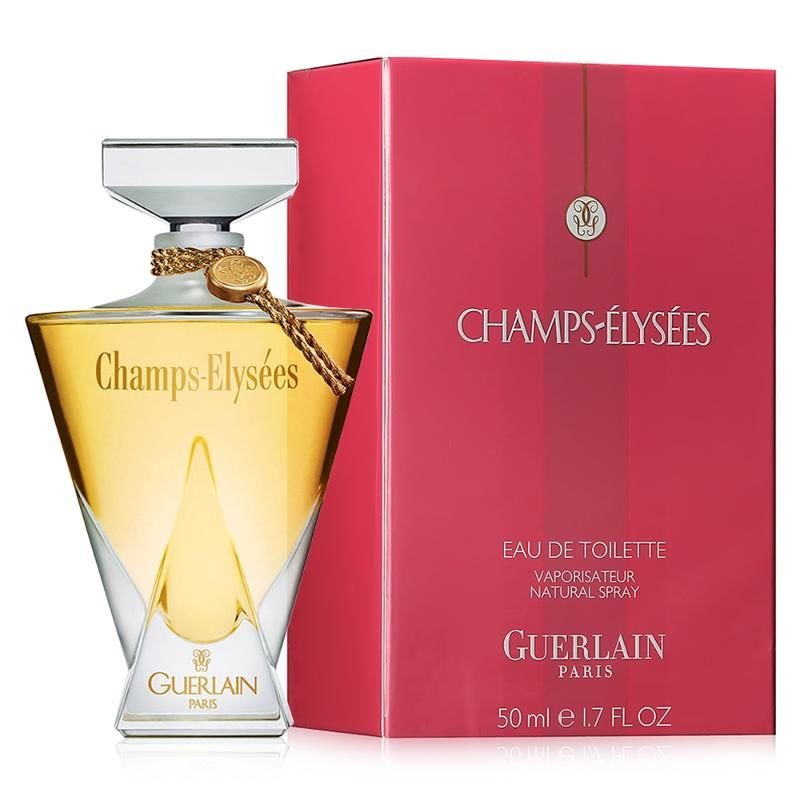 Champs-Elysées
GUERLAIN
PARIS
CHAMPS-ÉLYSÉES
EAU DE TOILETTE
VAPORISATEUR
NATURAL SPRAY
GUERLAIN
PARIS
50 ml e 1.7 FL OZ